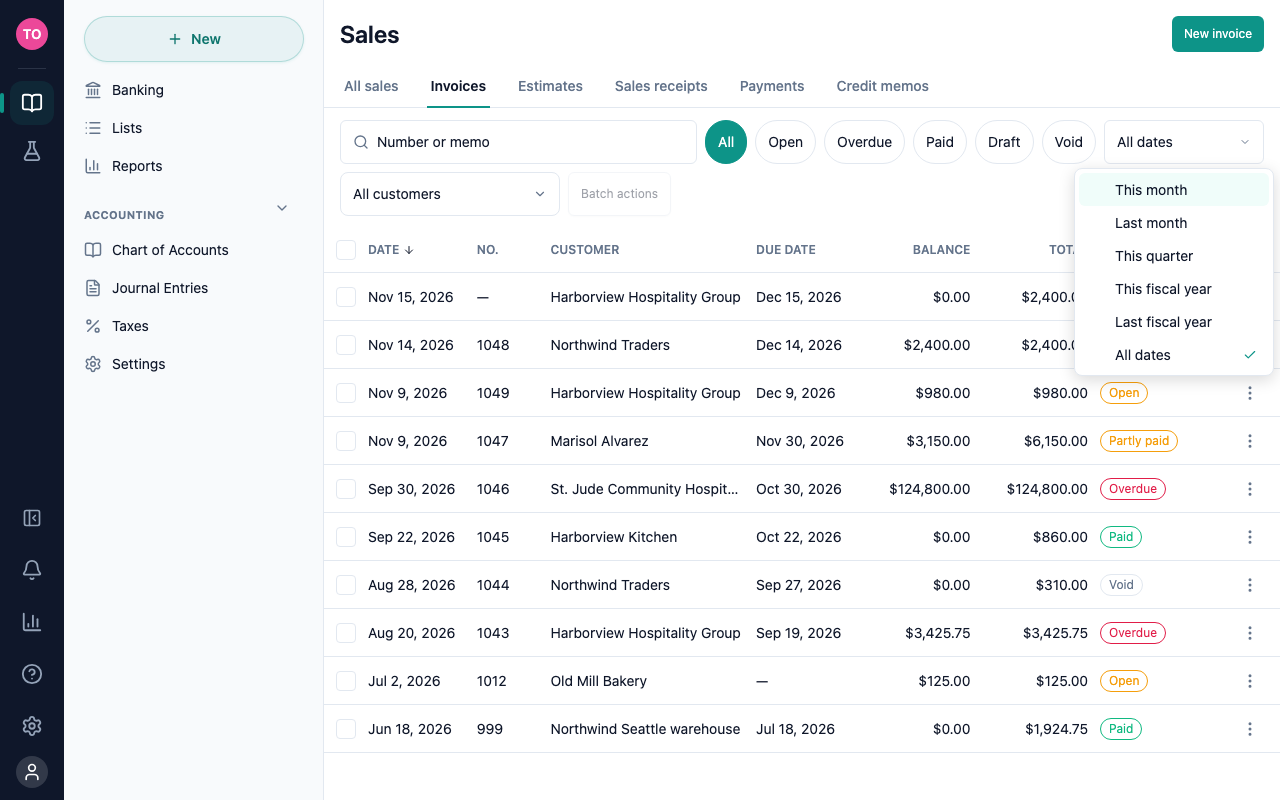 TO
New
Banking
Lists
Reports
ACCOUNTING
Chart of Accounts
Journal Entries
Taxes
Settings
Sales
New invoice
All sales
Invoices
Estimates
Sales receipts
Payments
Credit memos
Number or memo
All
Open
Overdue
Paid
Draft
Void
All dates
All customers
Batch actions
This month
Last month
This quarter
This fiscal year
Last fiscal year
All dates
DATE NO. CUSTOMER DUE DATE BALANCE
Nov 15, 2026 — Harborview Hospitality Group Dec 15, 2026 $0.00 $2,400.0
Nov 14, 2026 1048 Northwind Traders Dec 14, 2026 $2,400.00 $2,400.0
Nov 9, 2026 1049 Harborview Hospitality Group Dec 9, 2026 $980.00 $980.00 Open
Nov 9, 2026 1047 Marisol Alvarez Nov 30, 2026 $3,150.00 $6,150.00 Partly paid
Sep 30, 2026 1046 St. Jude Community Hospit... Oct 30, 2026 $124,800.00 $124,800.00 Overdue
Sep 22, 2026 1045 Harborview Kitchen Oct 22, 2026 $0.00 $860.00 Paid
Aug 28, 2026 1044 Northwind Traders Sep 27, 2026 $0.00 $310.00 Void
Aug 20, 2026 1043 Harborview Hospitality Group Sep 19, 2026 $3,425.75 $3,425.75 Overdue
Jul 2, 2026 1012 Old Mill Bakery — $125.00 $125.00 Open
Jun 18, 2026 999 Northwind Seattle warehouse Jul 18, 2026 $0.00 $1,924.75 Paid